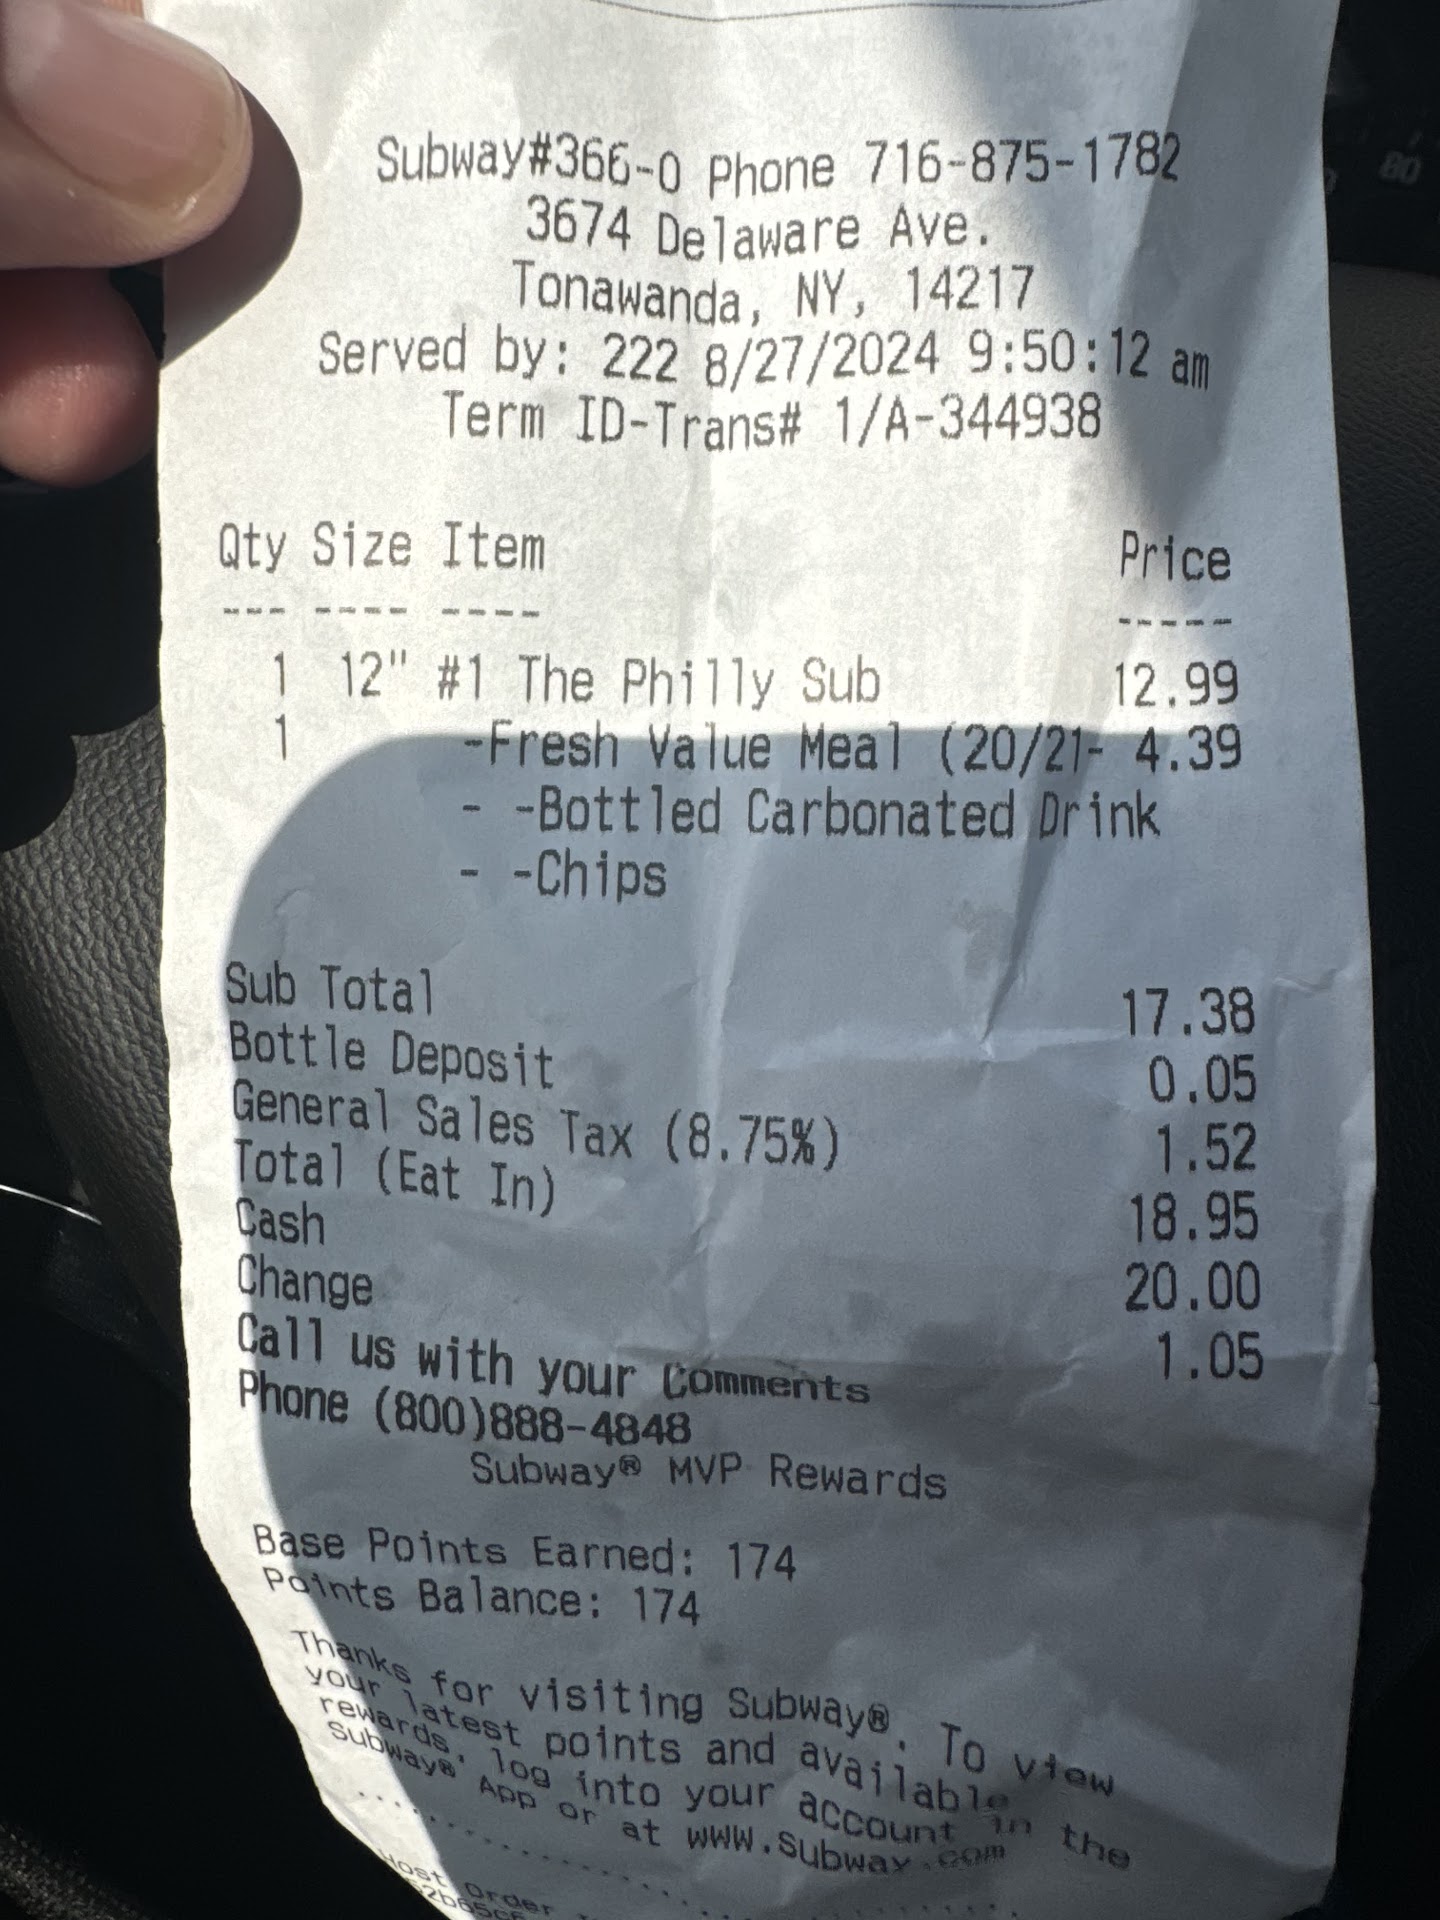 Subway#366-0 Phone 716-875-1782
3674 Delaware Ave.
Tonawanda, NY, 14217
Served by: 222 8/27/2024 9:50:12 am
Term ID-Trans# 1/A-344938
Qty Size Item Price
--- ---- ---- -----
1 12" #1 The Philly Sub 12.99
1 -Fresh Value Meal (20/21- 4.39
- -Bottled Carbonated Drink
- -Chips
Sub Total 17.38
Bottle Deposit 0.05
General Sales Tax (8.75%) 1.52
Total (Eat In) 18.95
Cash 20.00
Change 1.05
Call us with your Comments
Phone (800)888-4848
Subway® MVP Rewards
Base Points Earned: 174
Points Balance: 174
Thanks for visiting Subway®. To view
your latest points and available
rewards, log into your account in the
Subway® App or at www.subway.com
Host Order
80